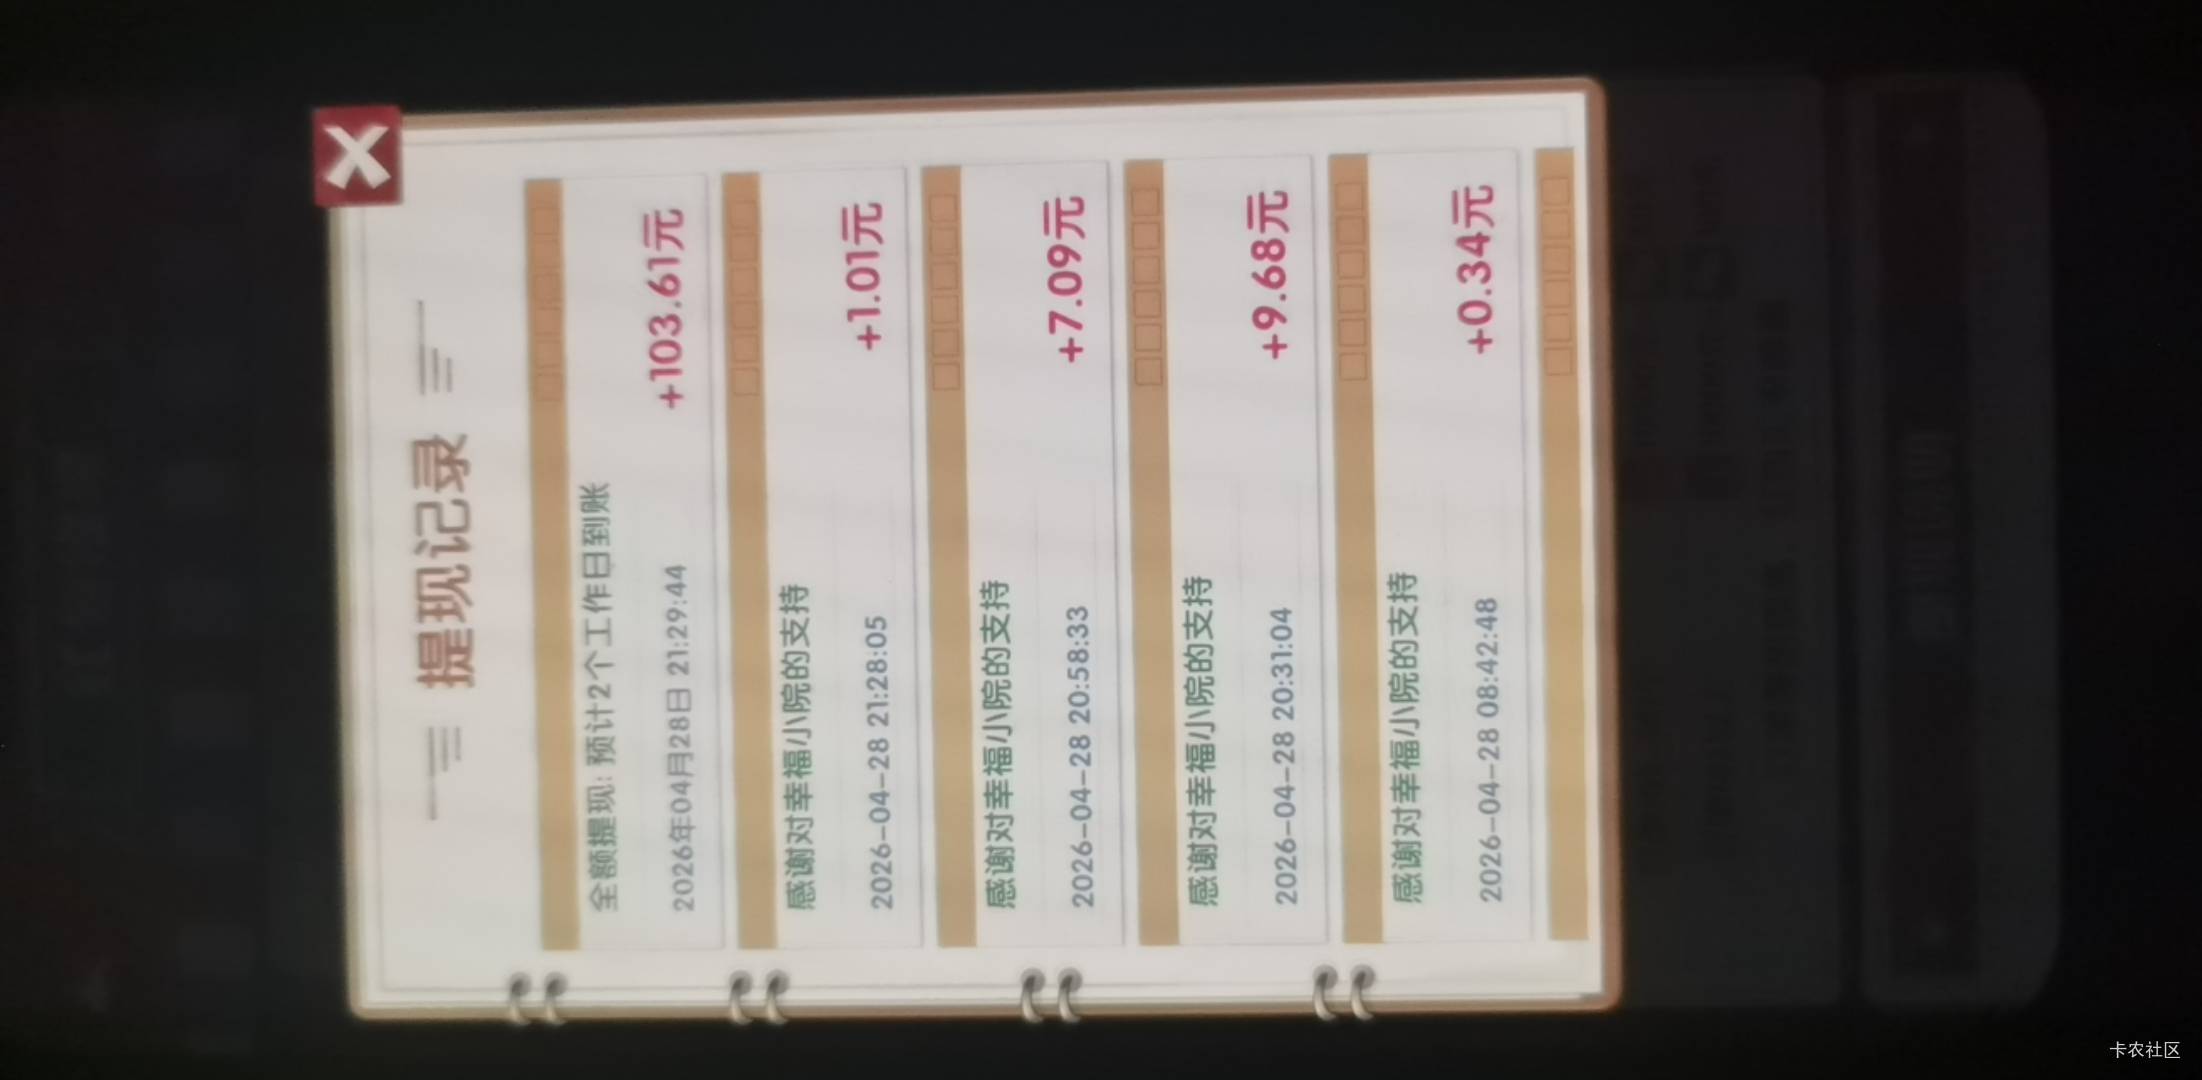 提现记录
全额提现: 预计2个工作日到账
2026年04月28日 21:29:44
+103.61元
感谢对幸福小院的支持
2026-04-28 21:28:05
+1.01元
感谢对幸福小院的支持
2026-04-28 20:58:33
+7.09元
感谢对幸福小院的支持
2026-04-28 20:31:04
+9.68元
感谢对幸福小院的支持
2026-04-28 08:42:48
+0.34元
卡农社区